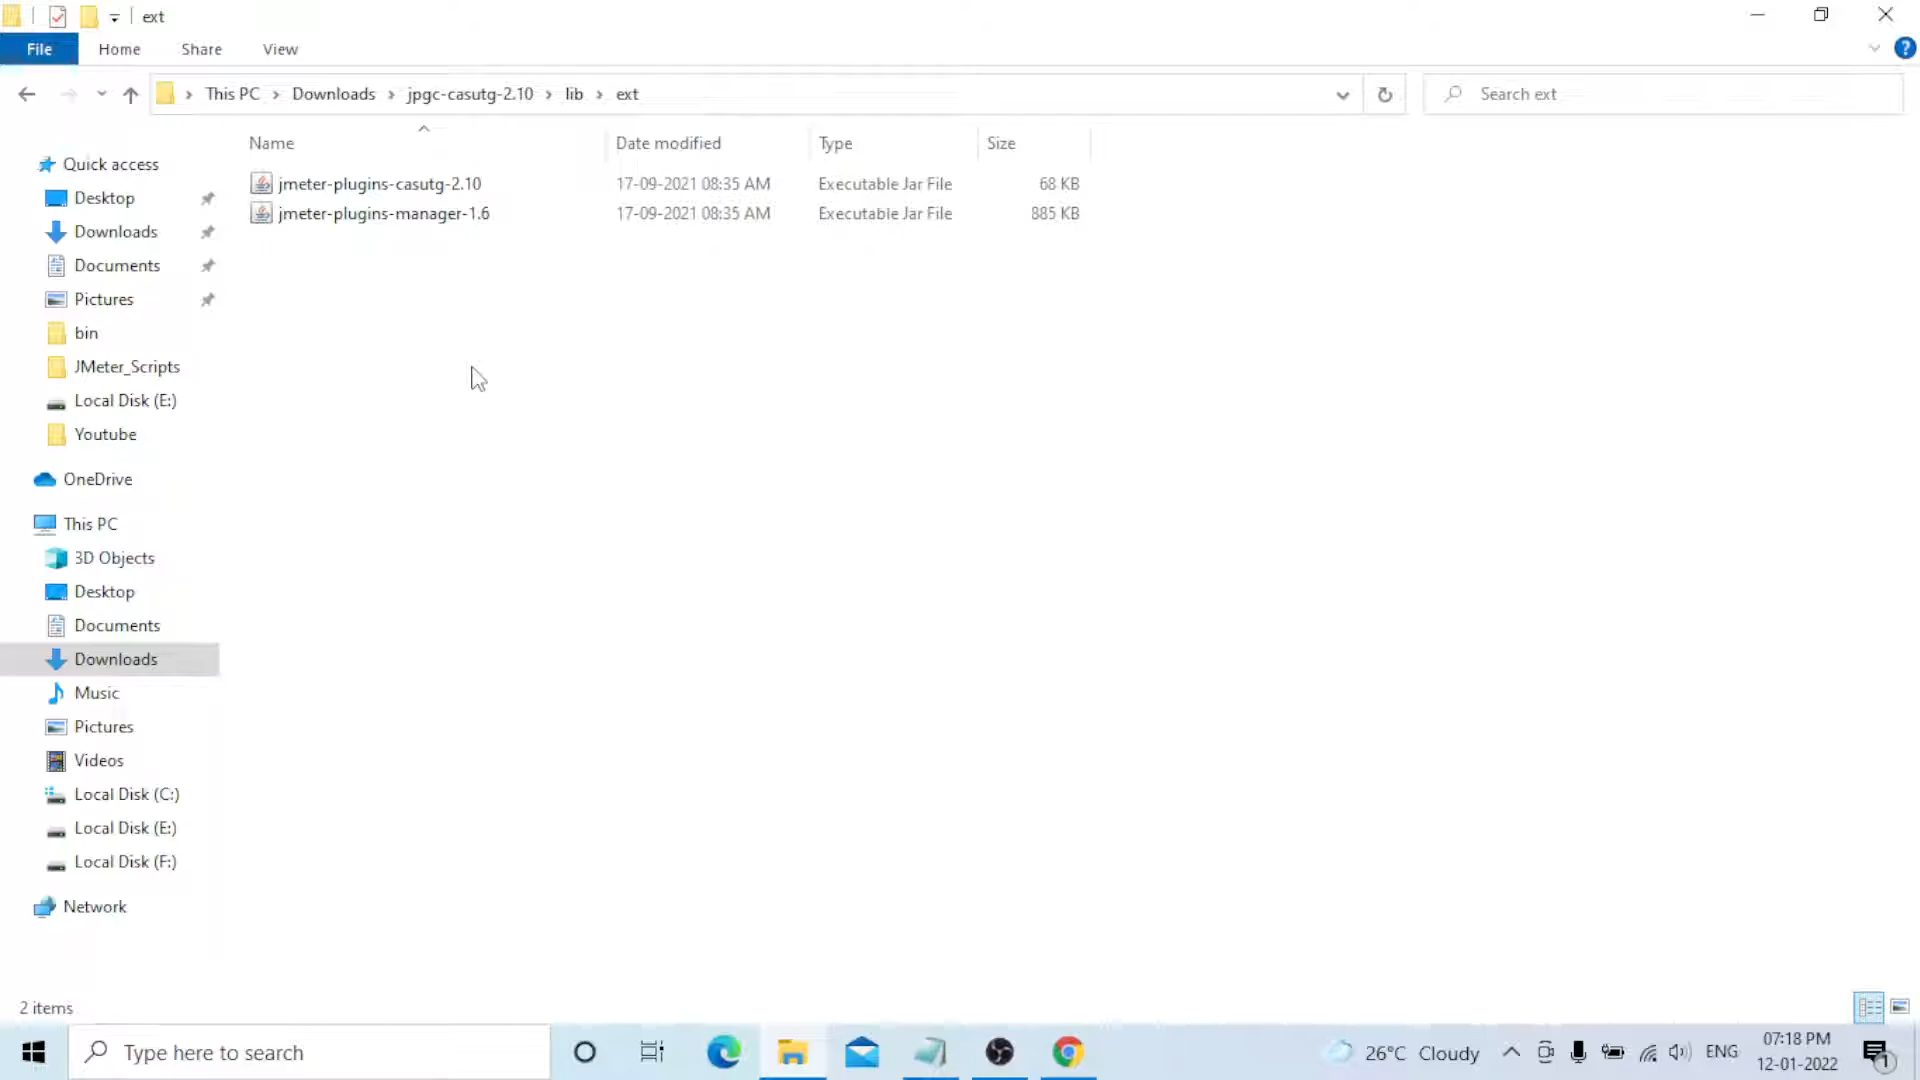 ext
File Home Share View
This PC > Downloads > jpgc-casutg-2.10 > lib > ext
Search ext
Name Date modified Type Size
jmeter-plugins-casutg-2.10 17-09-2021 08:35 AM Executable Jar File 68 KB
jmeter-plugins-manager-1.6 17-09-2021 08:35 AM Executable Jar File 885 KB
Quick access
Desktop
Downloads
Documents
Pictures
bin
JMeter_Scripts
Local Disk (E:)
Youtube
OneDrive
This PC
3D Objects
Desktop
Documents
Downloads
Music
Pictures
Videos
Local Disk (C:)
Local Disk (E:)
Local Disk (F:)
Network
2 items
Type here to search
26°C Cloudy
ENG
07:18 PM
12-01-2022
1